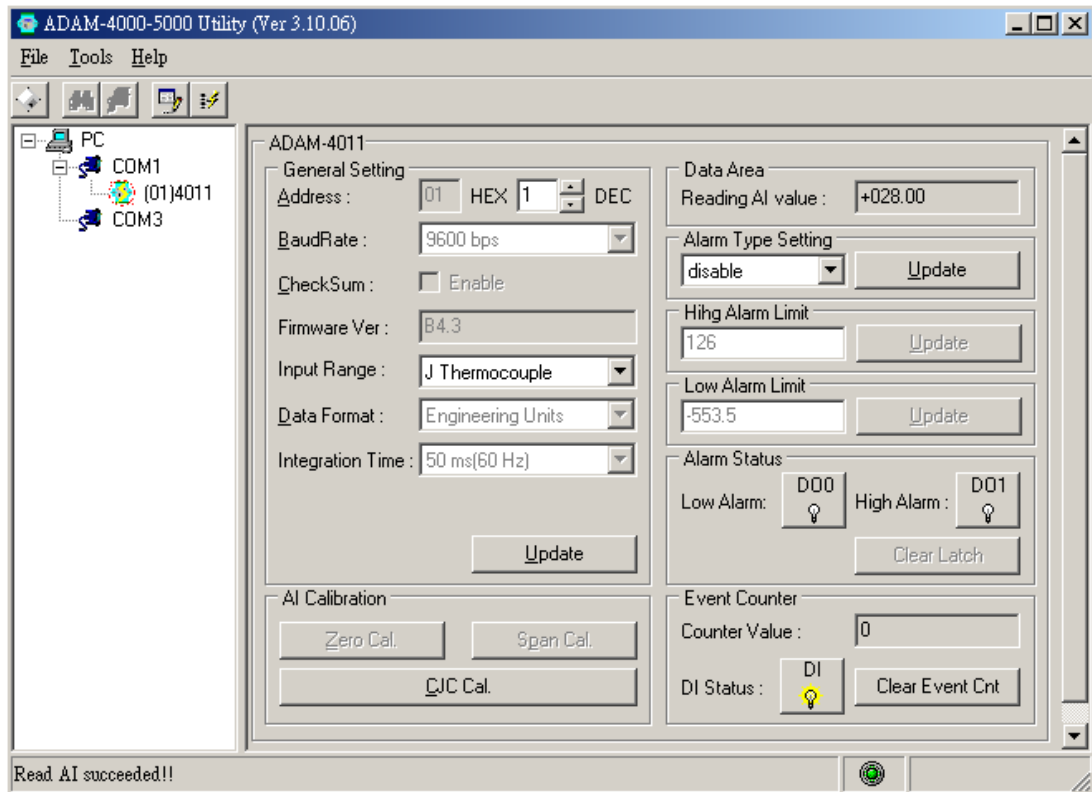 ADAM-4000-5000 Utility (Ver 3.10.06)
File Tools Help
PC
COM1
(01)4011
COM3
ADAM-4011
General Setting
Address : 01 HEX 1 DEC
BaudRate : 9600 bps
CheckSum : Enable
Firmware Ver : B4.3
Input Range : J Thermocouple
Data Format : Engineering Units
Integration Time : 50 ms(60 Hz)
Update
AI Calibration
Zero Cal. Span Cal.
CJC Cal.
Data Area
Reading AI value : +028.00
Alarm Type Setting
disable Update
Hihg Alarm Limit
126 Update
Low Alarm Limit
-553.5 Update
Alarm Status
Low Alarm: DO0 High Alarm : DO1
Clear Latch
Event Counter
Counter Value : 0
DI Status : DI Clear Event Cnt
Read AI succeeded!!